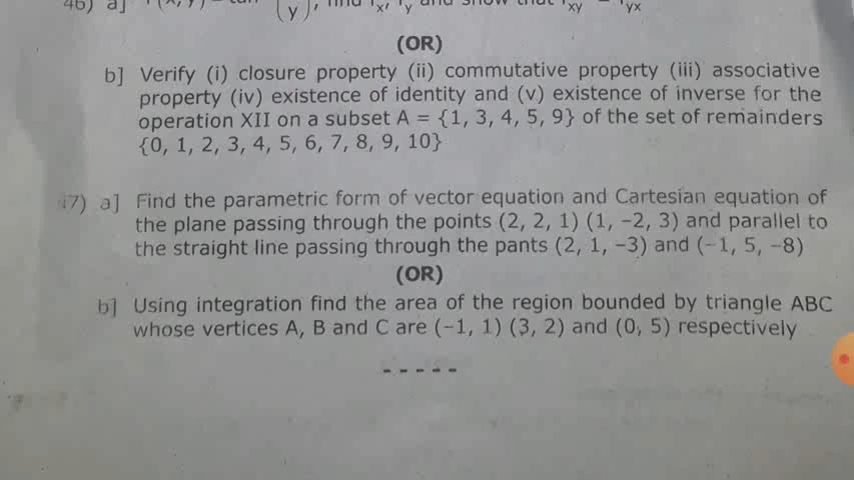 46) a]
y
(OR)
b] Verify (i) closure property (ii) commutative property (iii) associative
property (iv) existence of identity and (v) existence of inverse for the
operation XII on a subset A = {1, 3, 4, 5, 9} of the set of remainders
{0, 1, 2, 3, 4, 5, 6, 7, 8, 9, 10}
17) a] Find the parametric form of vector equation and Cartesian equation of
the plane passing through the points (2, 2, 1) (1, -2, 3) and parallel to
the straight line passing through the pants (2, 1, -3) and (-1, 5, -8)
(OR)
b] Using integration find the area of the region bounded by triangle ABC
whose vertices A, B and C are (-1, 1) (3, 2) and (0, 5) respectively
-----